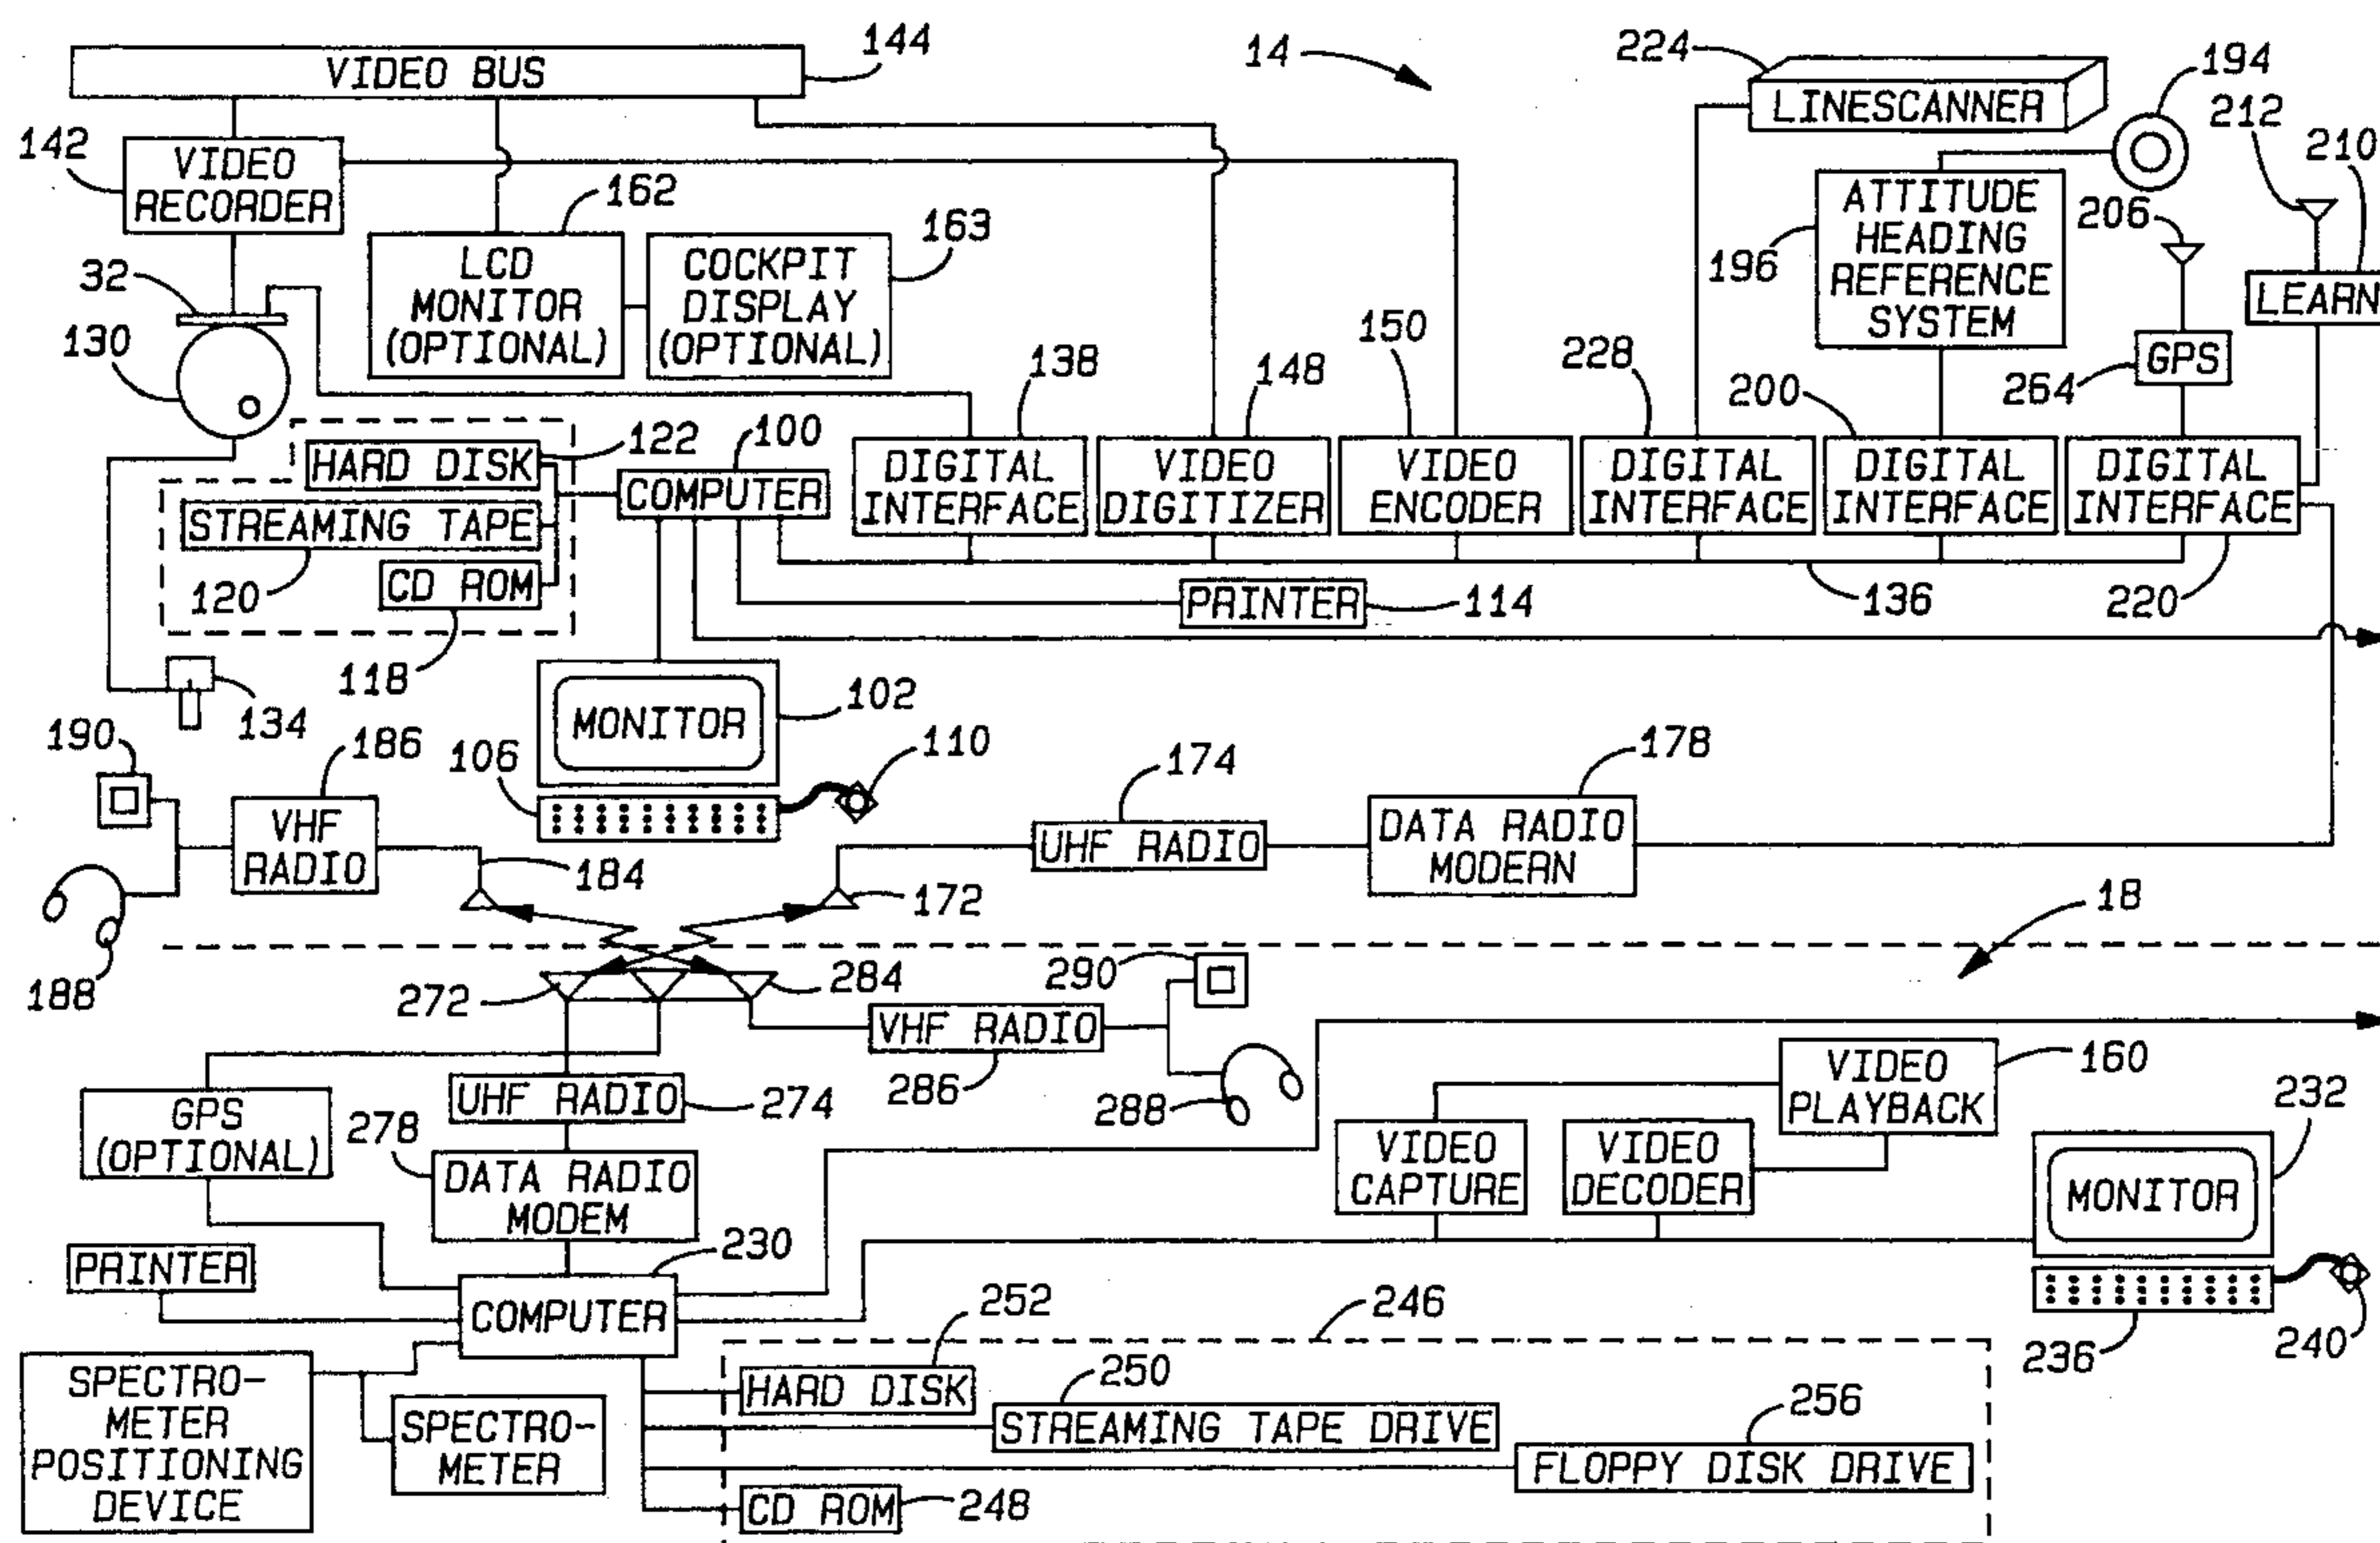 144
14
224
194
VIDEO BUS
LINESCANNER
212
210
142
VIDEO
RECORDER
162
163
ATTITUDE
HEADING
REFERENCE
SYSTEM
196
206
32
LCD
MONITOR
(OPTIONAL)
COCKPIT
DISPLAY
(OPTIONAL)
LEARN
130
138
148
150
228
200
GPS
264
122
100
HARD DISK
COMPUTER
DIGITAL
INTERFACE
VIDEO
DIGITIZER
VIDEO
ENCODER
DIGITAL
INTERFACE
DIGITAL
INTERFACE
DIGITAL
INTERFACE
STREAMING TAPE
120
CD ROM
PRINTER
114
136
220
118
134
MONITOR
102
190
186
106
110
174
178
VHF
RADIO
UHF RADIO
DATA RADIO
MODERN
184
172
18
188
272
284
290
VHF RADIO
286
288
VIDEO
PLAYBACK
160
232
GPS
(OPTIONAL)
UHF RADIO
274
278
DATA RADIO
MODEM
VIDEO
CAPTURE
VIDEO
DECODER
MONITOR
PRINTER
230
COMPUTER
252
246
236
240
SPECTRO-
METER
POSITIONING
DEVICE
SPECTRO-
METER
HARD DISK
250
STREAMING TAPE DRIVE
256
FLOPPY DISK DRIVE
CD ROM
248